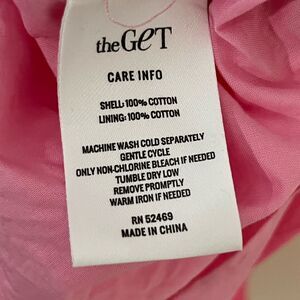 theGeT
CARE INFO
SHELL: 100% COTTON
LINING: 100% COTTON
MACHINE WASH COLD SEPARATELY
GENTLE CYCLE
ONLY NON-CHLORINE BLEACH IF NEEDED
TUMBLE DRY LOW
REMOVE PROMPTLY
WARM IRON IF NEEDED
RN 52469
MADE IN CHINA